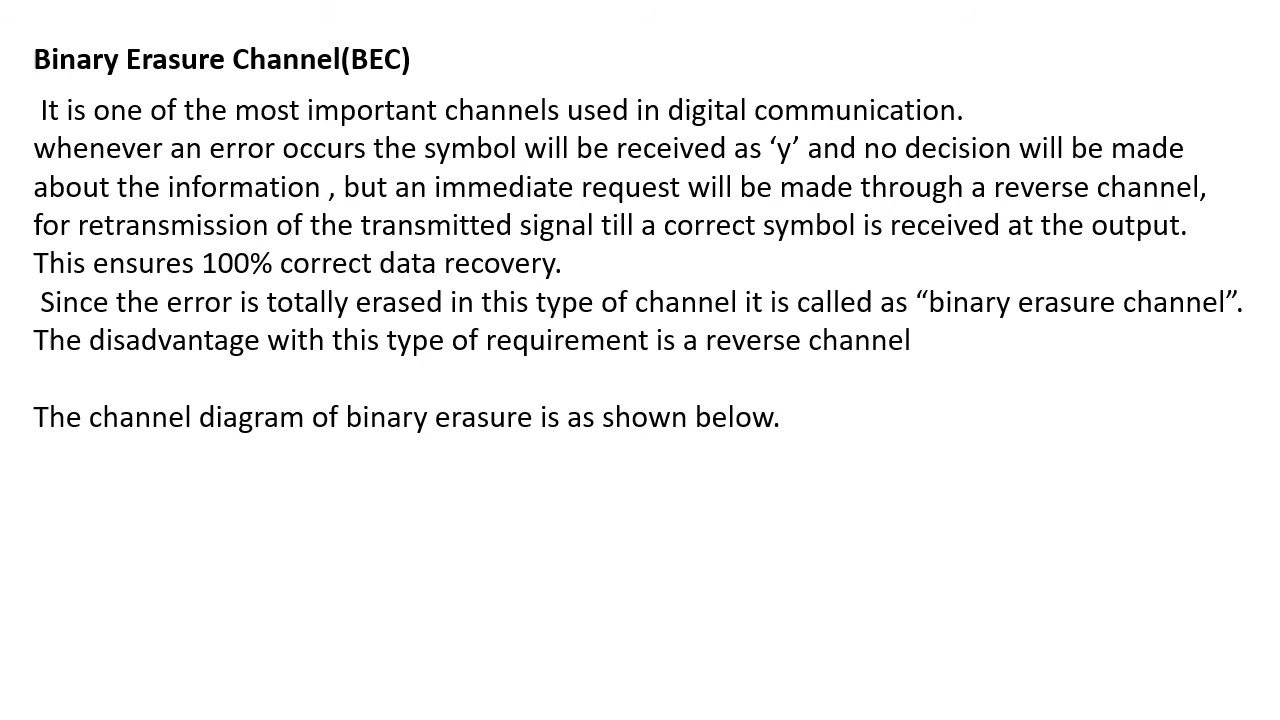 Binary Erasure Channel(BEC)
It is one of the most important channels used in digital communication.
whenever an error occurs the symbol will be received as ‘y’ and no decision will be made
about the information , but an immediate request will be made through a reverse channel,
for retransmission of the transmitted signal till a correct symbol is received at the output.
This ensures 100% correct data recovery.
Since the error is totally erased in this type of channel it is called as “binary erasure channel”.
The disadvantage with this type of requirement is a reverse channel
The channel diagram of binary erasure is as shown below.